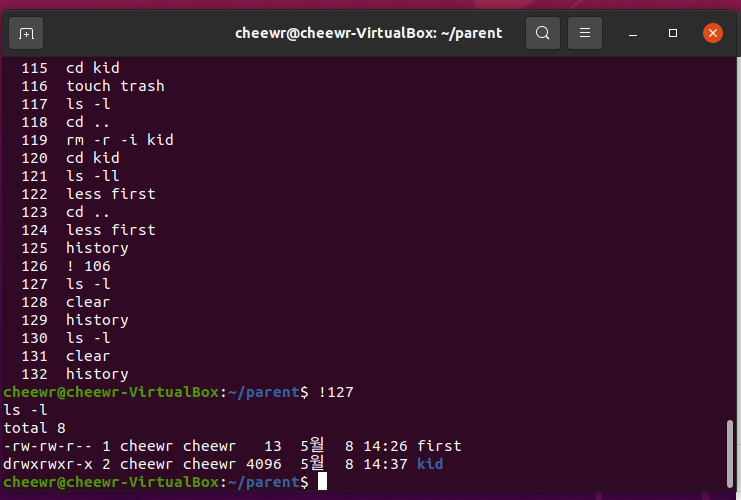 cheewr@cheewr-VirtualBox: ~/parent
115 cd kid
116 touch trash
117 ls -l
118 cd ..
119 rm -r -i kid
120 cd kid
121 ls -ll
122 less first
123 cd ..
124 less first
125 history
126 ! 106
127 ls -l
128 clear
129 history
130 ls -l
131 clear
132 history
cheewr@cheewr-VirtualBox:~/parent$ !127
ls -l
total 8
-rw-rw-r-- 1 cheewr cheewr   13  5월  8 14:26 first
drwxrwxr-x 2 cheewr cheewr 4096  5월  8 14:37 kid
cheewr@cheewr-VirtualBox:~/parent$